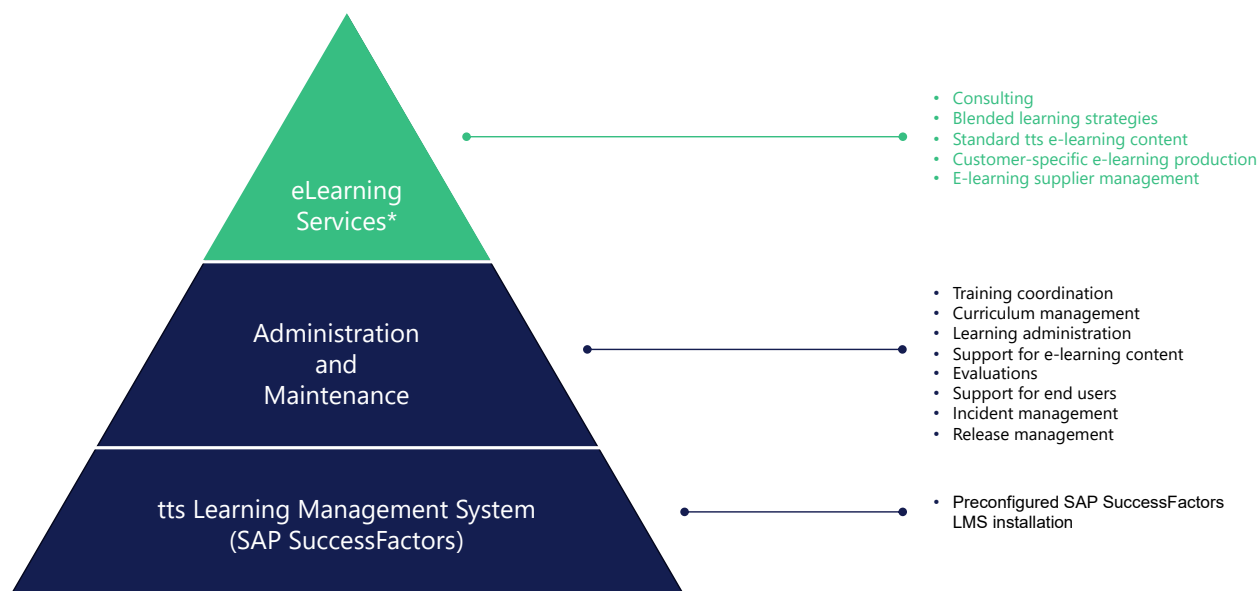 eLearning
Services*
• Consulting
• Blended learning strategies
• Standard tts e-learning content
• Customer-specific e-learning production
• E-learning supplier management
Administration
and
Maintenance
• Training coordination
• Curriculum management
• Learning administration
• Support for e-learning content
• Evaluations
• Support for end users
• Incident management
• Release management
tts Learning Management System
(SAP SuccessFactors)
• Preconfigured SAP SuccessFactors
LMS installation